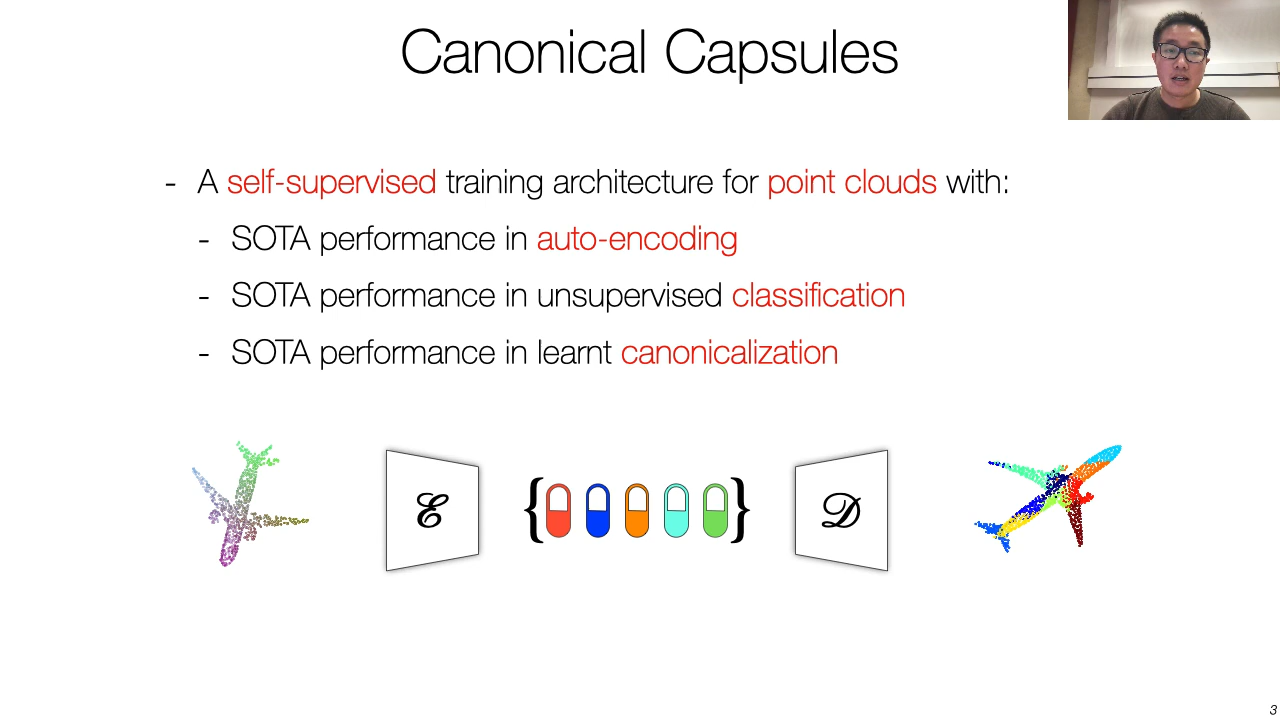 Canonical Capsules
- A self-supervised training architecture for point clouds with:
- SOTA performance in auto-encoding
- SOTA performance in unsupervised classification
- SOTA performance in learnt canonicalization
ℰ { } 𝒟
3